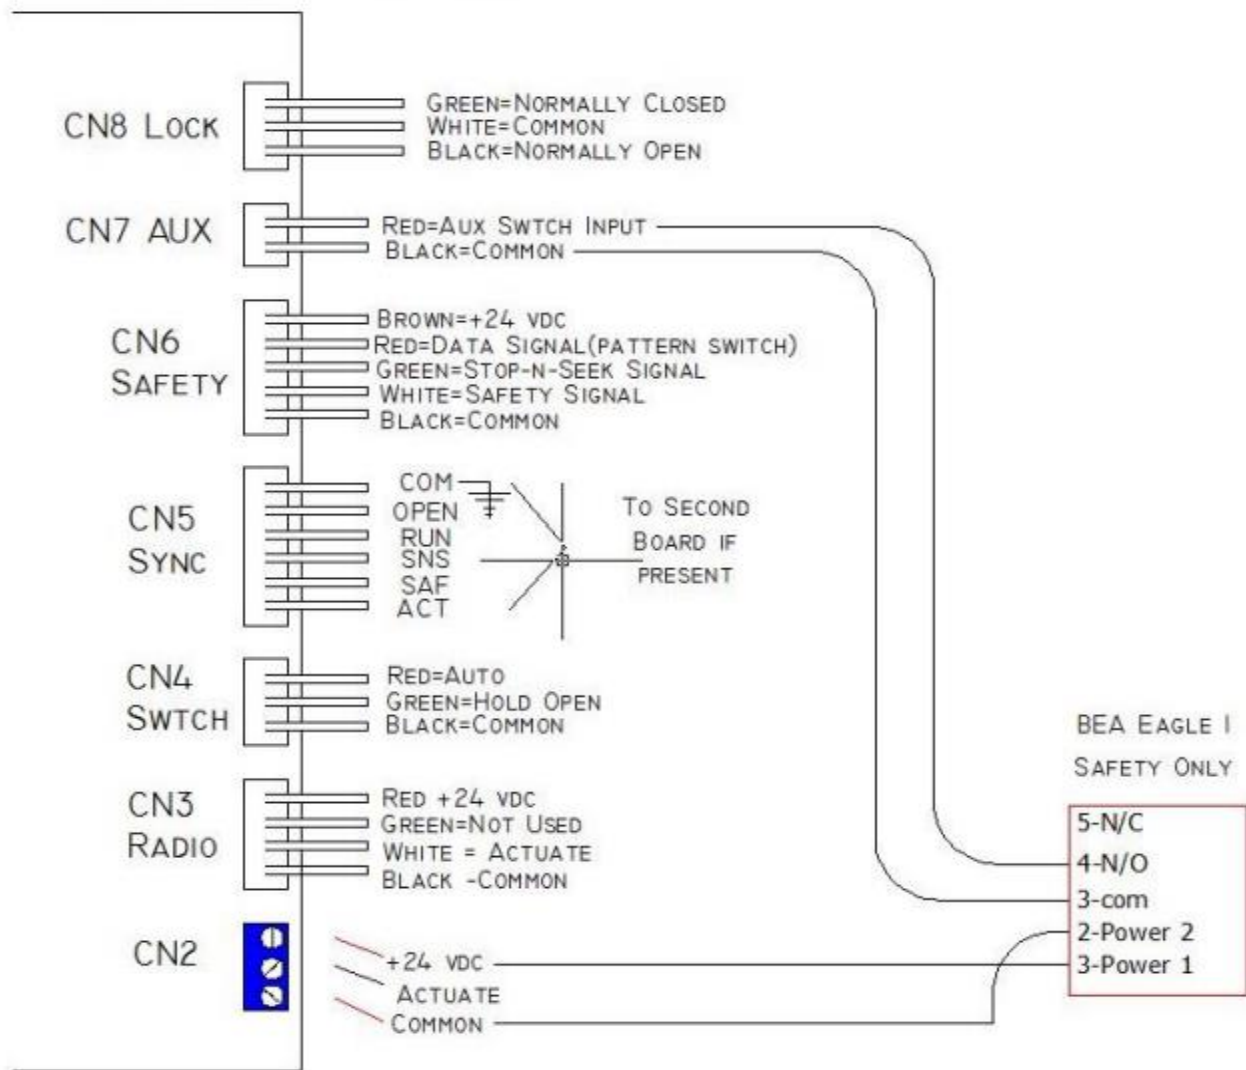 CN8 LOCK
GREEN=NORMALLY CLOSED
WHITE=COMMON
BLACK=NORMALLY OPEN
CN7 AUX
RED=AUX SWTCH INPUT
BLACK=COMMON
CN6
SAFETY
BROWN=+24 VDC
RED=DATA SIGNAL(PATTERN SWITCH)
GREEN=STOP-N-SEEK SIGNAL
WHITE=SAFETY SIGNAL
BLACK=COMMON
CN5
SYNC
COM
OPEN
RUN
SNS
SAF
ACT
TO SECOND
BOARD IF
PRESENT
CN4
SWTCH
RED=AUTO
GREEN=HOLD OPEN
BLACK=COMMON
CN3
RADIO
RED +24 VDC
GREEN=NOT USED
WHITE = ACTUATE
BLACK -COMMON
CN2
+24 VDC
ACTUATE
COMMON
BEA EAGLE I
SAFETY ONLY
5-N/C
4-N/O
3-com
2-Power 2
3-Power 1